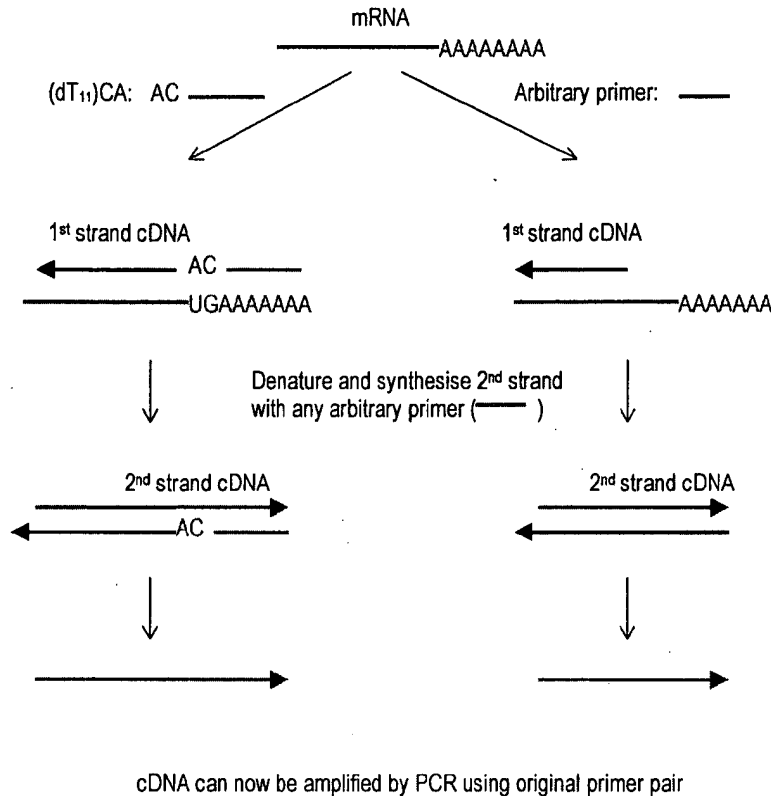 mRNA
AAAAAAAA
(dT₁₁)CA: AC
Arbitrary primer:
1st strand cDNA
1st strand cDNA
AC
UGAAAAAAA
AAAAAAA
Denature and synthesise 2nd strand
with any arbitrary primer ( )
2nd strand cDNA
2nd strand cDNA
AC
cDNA can now be amplified by PCR using original primer pair